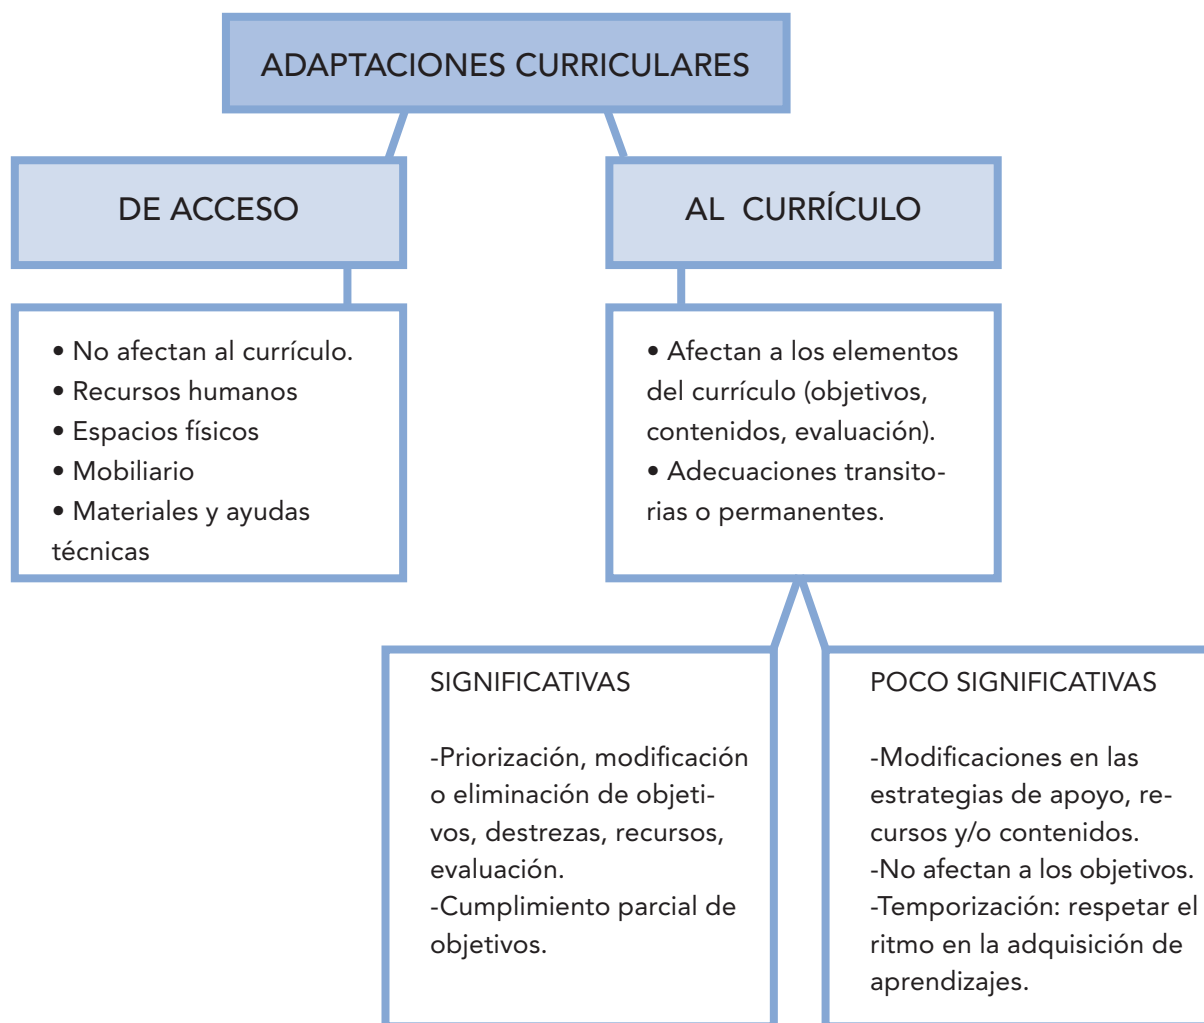 ADAPTACIONES CURRICULARES
DE ACCESO
• No afectan al currículo.
• Recursos humanos
• Espacios físicos
• Mobiliario
• Materiales y ayudas
técnicas
AL CURRÍCULO
• Afectan a los elementos
del currículo (objetivos,
contenidos, evaluación).
• Adecuaciones transito-
rias o permanentes.
SIGNIFICATIVAS
-Priorización, modificación
o eliminación de objeti-
vos, destrezas, recursos,
evaluación.
-Cumplimiento parcial de
objetivos.
POCO SIGNIFICATIVAS
-Modificaciones en las
estrategias de apoyo, re-
cursos y/o contenidos.
-No afectan a los objetivos.
-Temporización: respetar el
ritmo en la adquisición de
aprendizajes.